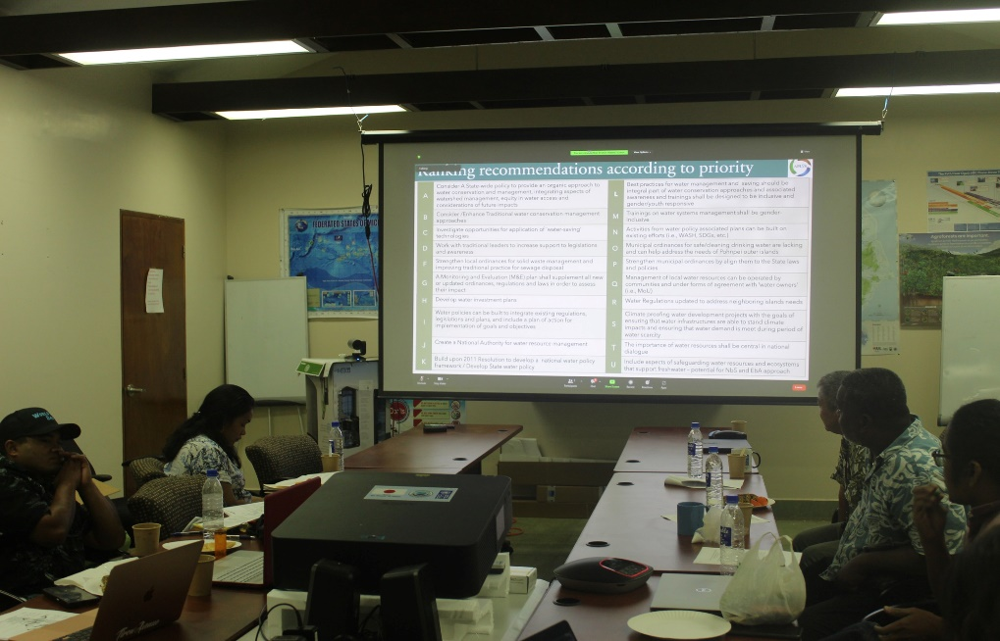 Ranking recommendations according to priority
A
Consider A State-wide policy to provide an organic approach to
water conservation and management; integrating aspects of
watershed management, equity in water access and
considerations of future impacts
B
Consider /Enhance Traditional water conservation management
approaches
C
Investigate opportunities for application of 'water-saving'
technologies
D
Work with traditional leaders to increase support to legislations
and awareness
F
Strengthen local ordinances for solid waste management and
improving traditional practice for sewage disposal
G
A Monitoring and Evaluation (M&E) plan shall supplement all new
or updated ordinances, regulations and laws in order to assess
their impact
H
Develop water investment plans
I
Water policies can be built to integrate existing regulations,
legislations and plans, and include a plan of action for
implementation of goals and objectives
J
Create a National Authority for water resource management
K
Build upon 2011 Resolution to develop a national water policy
framework / Develop State water policy
L
Best practices for water management and saving should be
integral part of water conservation approaches and associated
awareness and trainings shall be designed to be inclusive and
gender/youth responsive
M
Trainings on water systems management shall be gender-
inclusive
N
Activities from water policy associated plans can be built on
existing efforts (i.e., WASH, SDGs, etc.)
O
Municipal ordinances for safe/cleaning drinking water are lacking
and can help address the needs of Pohnpei outer islands
P
Strengthen municipal ordinances by align them to the State laws
and policies
Q
Management of local water resources can be operated by
communities and under forms of agreement with 'water owners'
(i.e., MoU)
R
Water Regulations updated to address neighboring islands needs
S
Climate proofing water development projects with the goals of
ensuring that water infrastructures are able to stand climate
impacts and ensuring that water demand is meet during period of
water scarcity
T
The importance of water resources shall be central in national
dialogue
U
Include aspects of safeguarding water resources and ecosystems
that support freshwater – potential for NbS and EbA approach
FEDERATED STATES OF